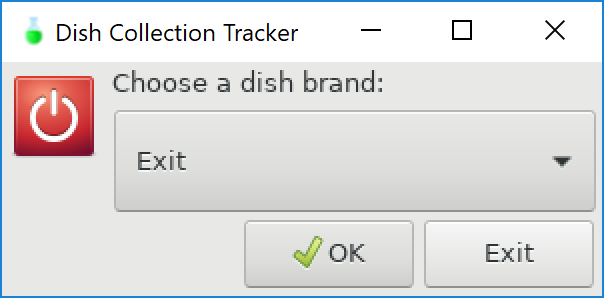 Dish Collection Tracker
Choose a dish brand:
Exit
OK
Exit